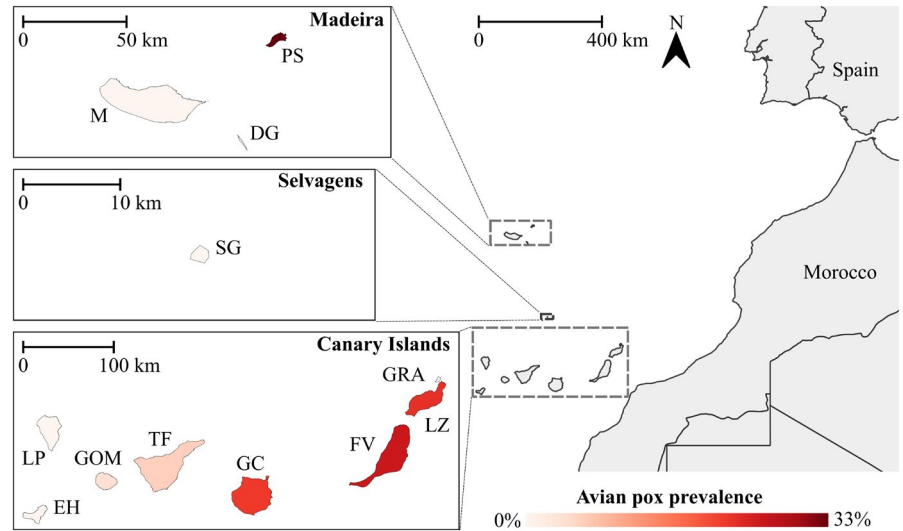 Madeira
0 50 km
PS
M
DG
Selvagens
0 10 km
SG
Canary Islands
0 100 km
GRA
LZ
FV
TF
GC
LP
GOM
EH
0 400 km
N
Spain
Morocco
Avian pox prevalence
0% 33%